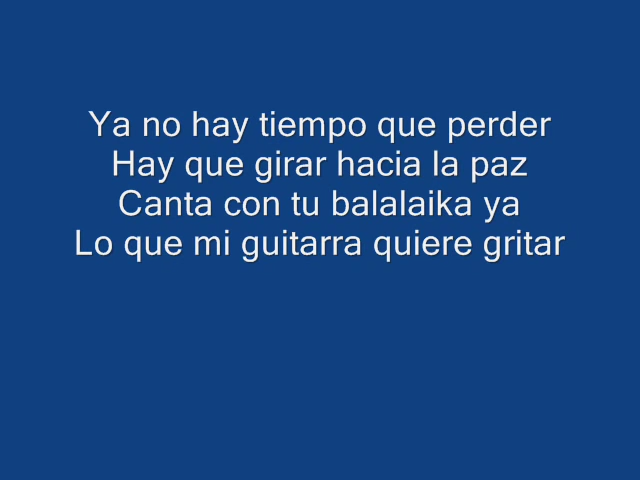 Ya no hay tiempo que perder
Hay que girar hacia la paz
Canta con tu balalaika ya
Lo que mi guitarra quiere gritar